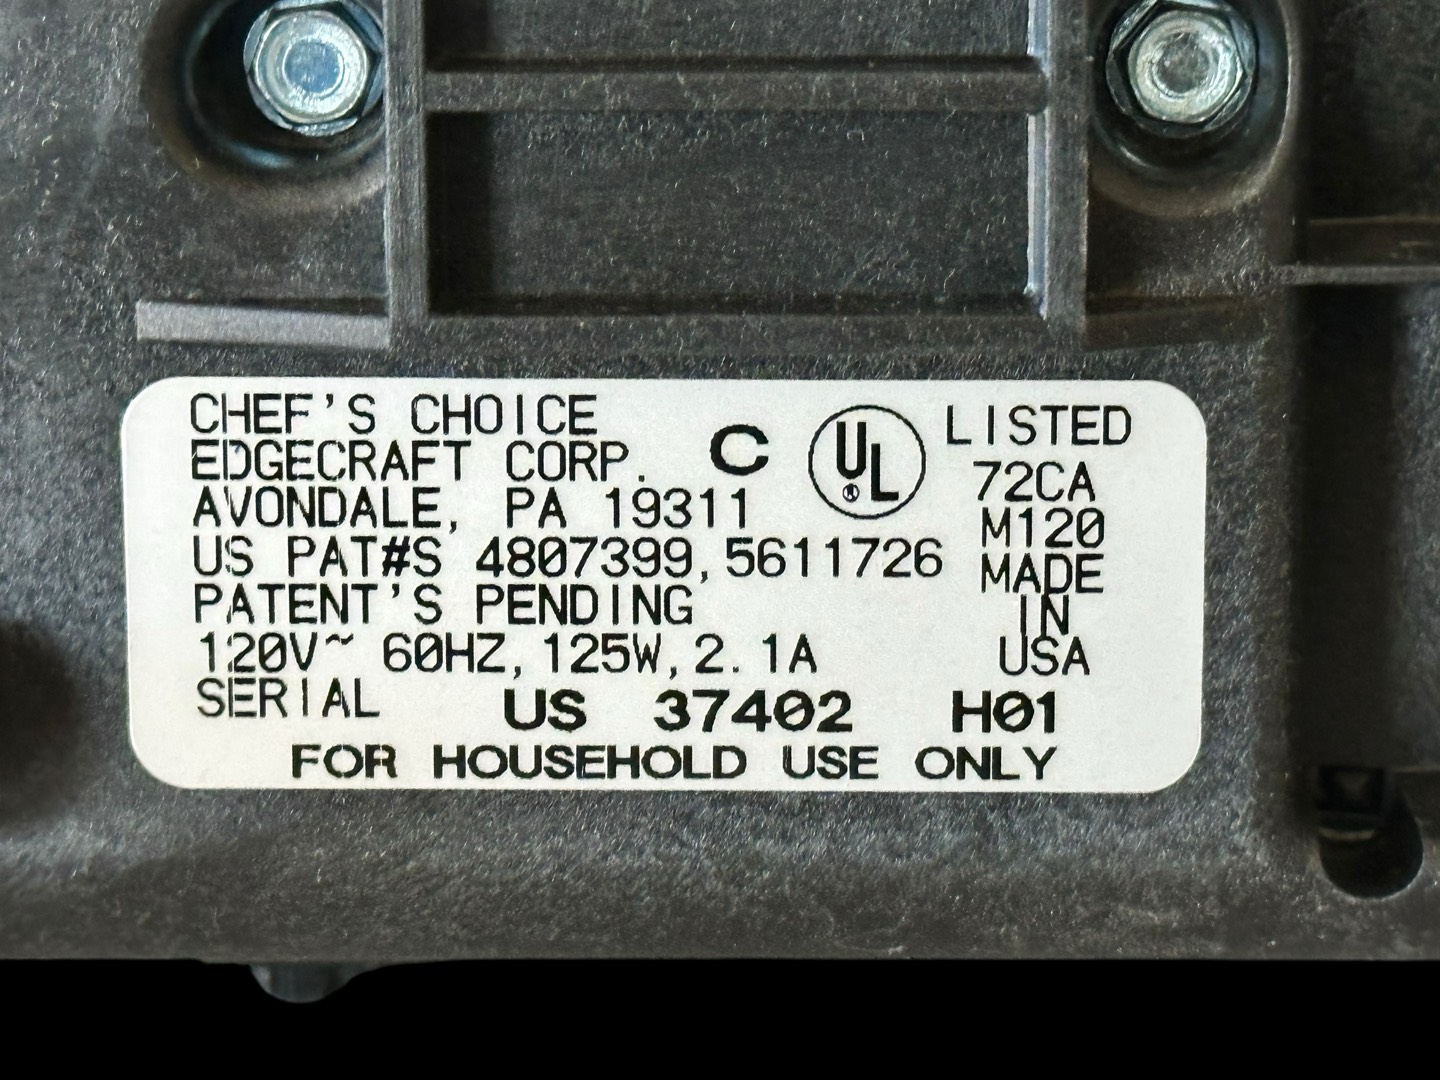 CHEF'S CHOICE
EDGECRAFT CORP.
AVONDALE, PA 19311
US PAT#S 4807399,5611726
PATENT'S PENDING
120V~ 60HZ,125W,2.1A
C UL ® LISTED
72CA
M120
MADE
IN
USA
SERIAL US 37402 H01
FOR HOUSEHOLD USE ONLY